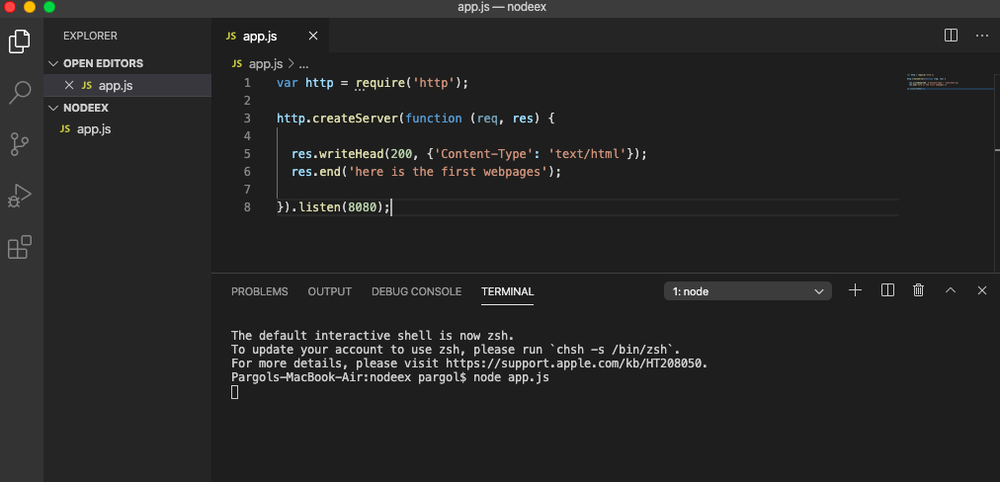 app.js — nodeex
EXPLORER
OPEN EDITORS
JS app.js
NODEEX
JS app.js
JS app.js
JS app.js > ...
1 var http = require('http');
2
3 http.createServer(function (req, res) {
4
5 res.writeHead(200, {'Content-Type': 'text/html'});
6 res.end('here is the first webpages');
7
8 }).listen(8080);
PROBLEMS OUTPUT DEBUG CONSOLE TERMINAL 1: node
The default interactive shell is now zsh.
To update your account to use zsh, please run `chsh -s /bin/zsh`.
For more details, please visit https://support.apple.com/kb/HT208050.
Pargols-MacBook-Air:nodeex pargol$ node app.js